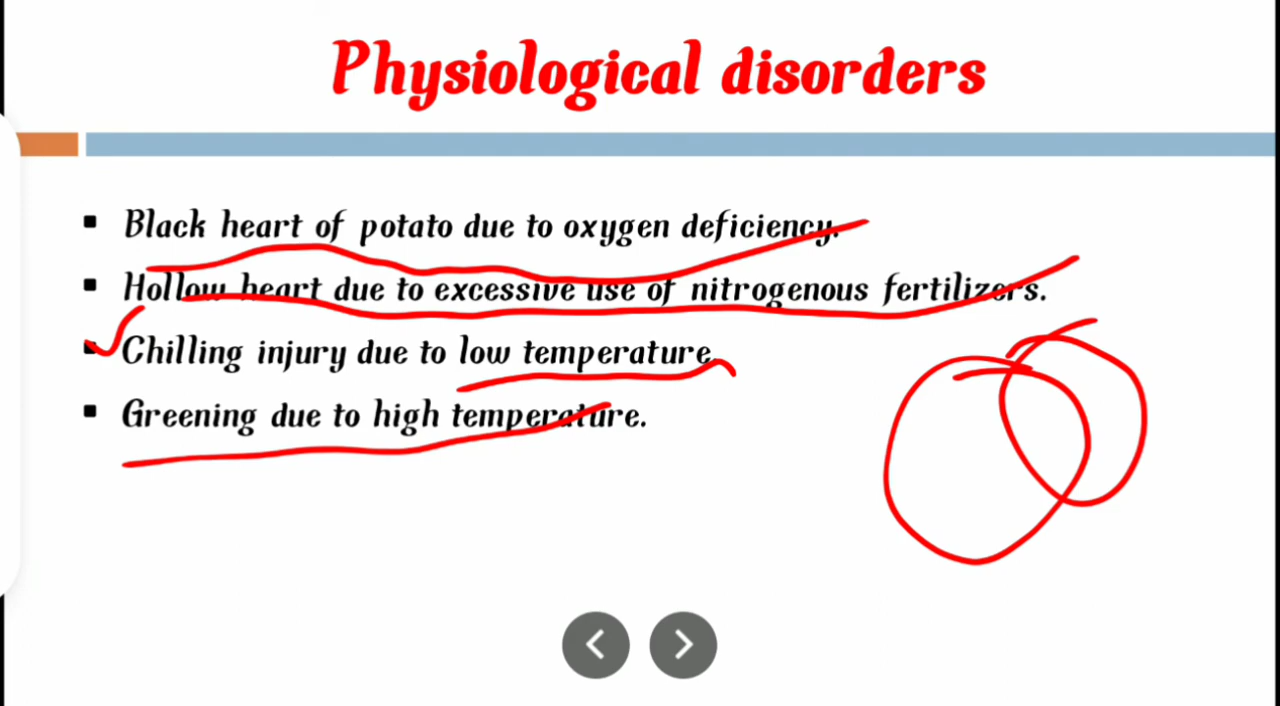 Physiological disorders
Black heart of potato due to oxygen deficiency.
Hollow heart due to excessive use of nitrogenous fertilizers.
Chilling injury due to low temperature.
Greening due to high temperature.